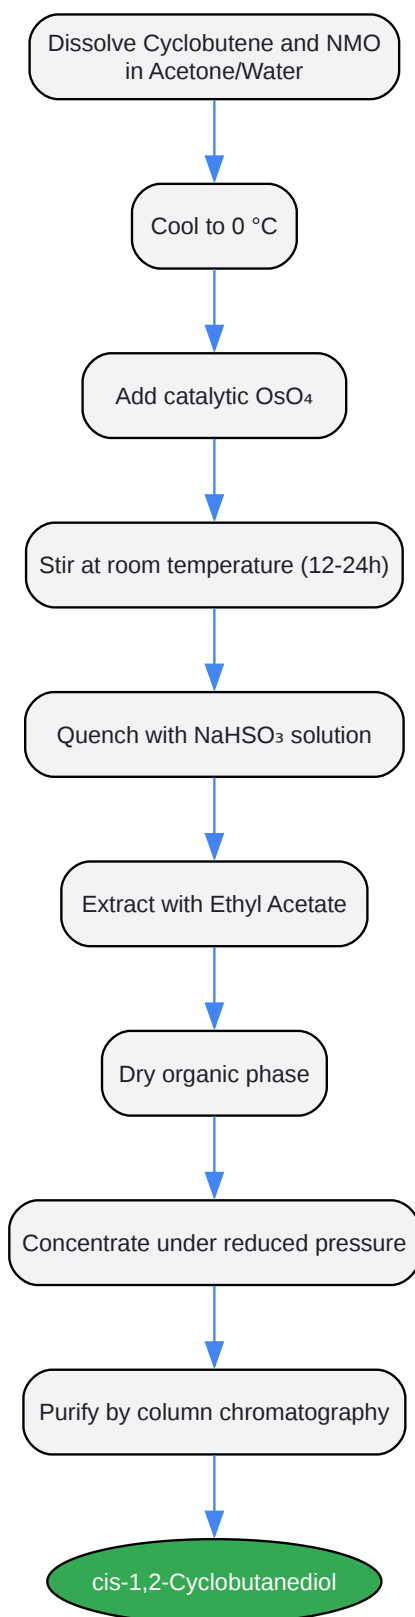 Dissolve Cyclobutene and NMO
in Acetone/Water
Cool to 0 °C
Add catalytic OsO₄
Stir at room temperature (12-24h)
Quench with NaHSO₃ solution
Extract with Ethyl Acetate
Dry organic phase
Concentrate under reduced pressure
Purify by column chromatography
cis-1,2-Cyclobutanediol